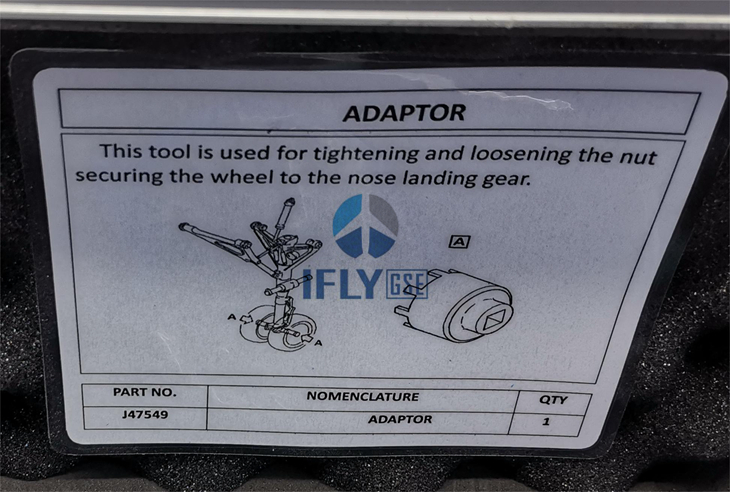 ADAPTOR
This tool is used for tightening and loosening the nut
securing the wheel to the nose landing gear.
A
IFLY GSE
A
A
PART NO. NOMENCLATURE QTY
J47549 ADAPTOR 1